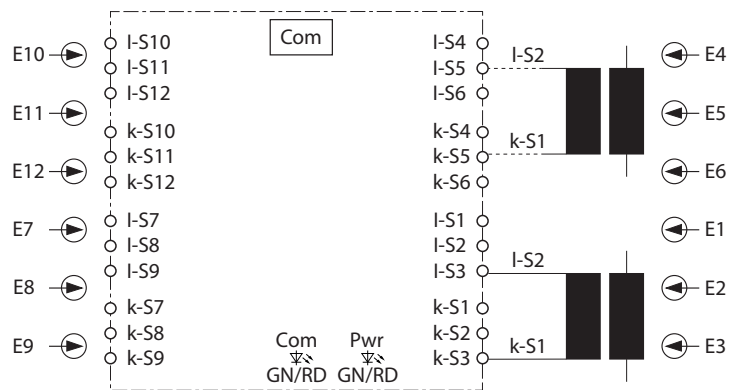 E10
E11
E12
E7
E8
E9
l-S10
l-S11
l-S12
k-S10
k-S11
k-S12
l-S7
l-S8
l-S9
k-S7
k-S8
k-S9
Com
Com
GN/RD
Pwr
GN/RD
l-S4
l-S5
l-S6
k-S4
k-S5
k-S6
l-S1
l-S2
l-S3
k-S1
k-S2
k-S3
l-S2
k-S1
l-S2
k-S1
E4
E5
E6
E1
E2
E3